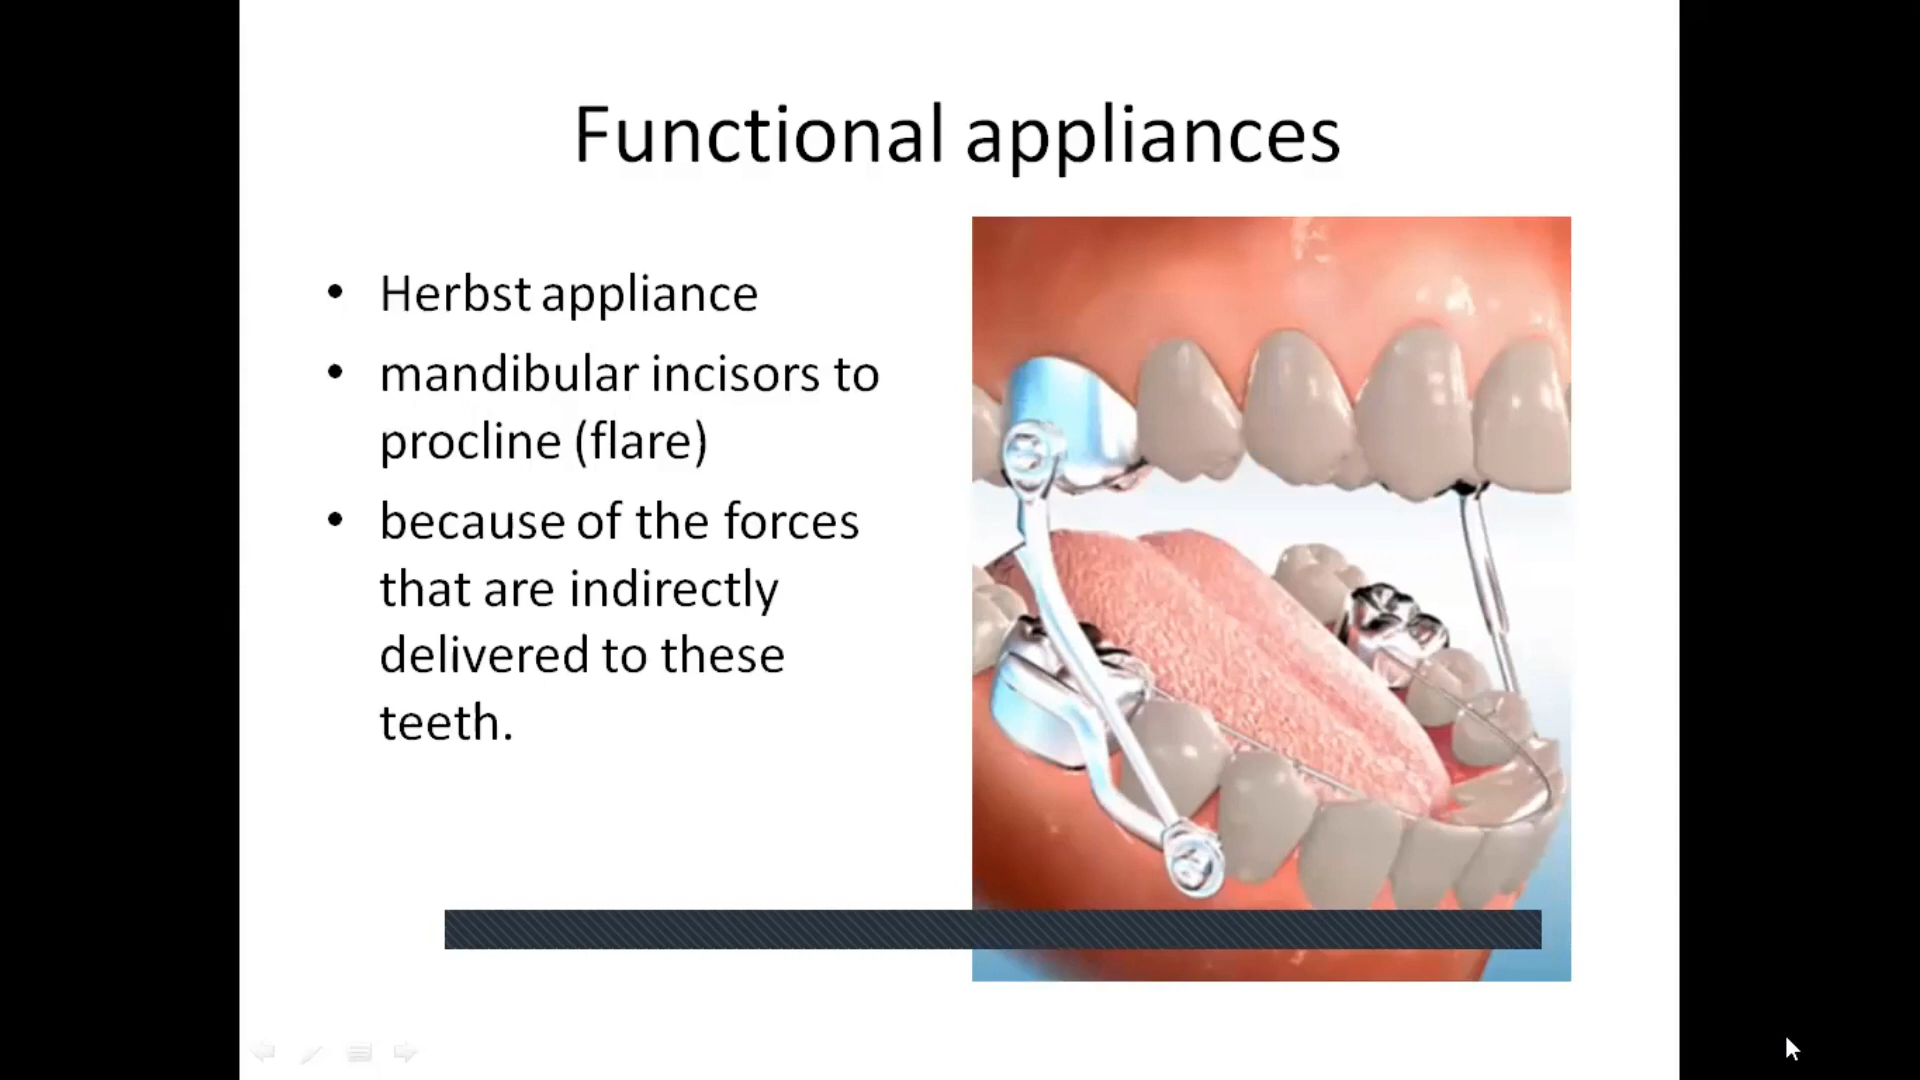 Functional appliances
• Herbst appliance
• mandibular incisors to
procline (flare)
• because of the forces
that are indirectly
delivered to these
teeth.